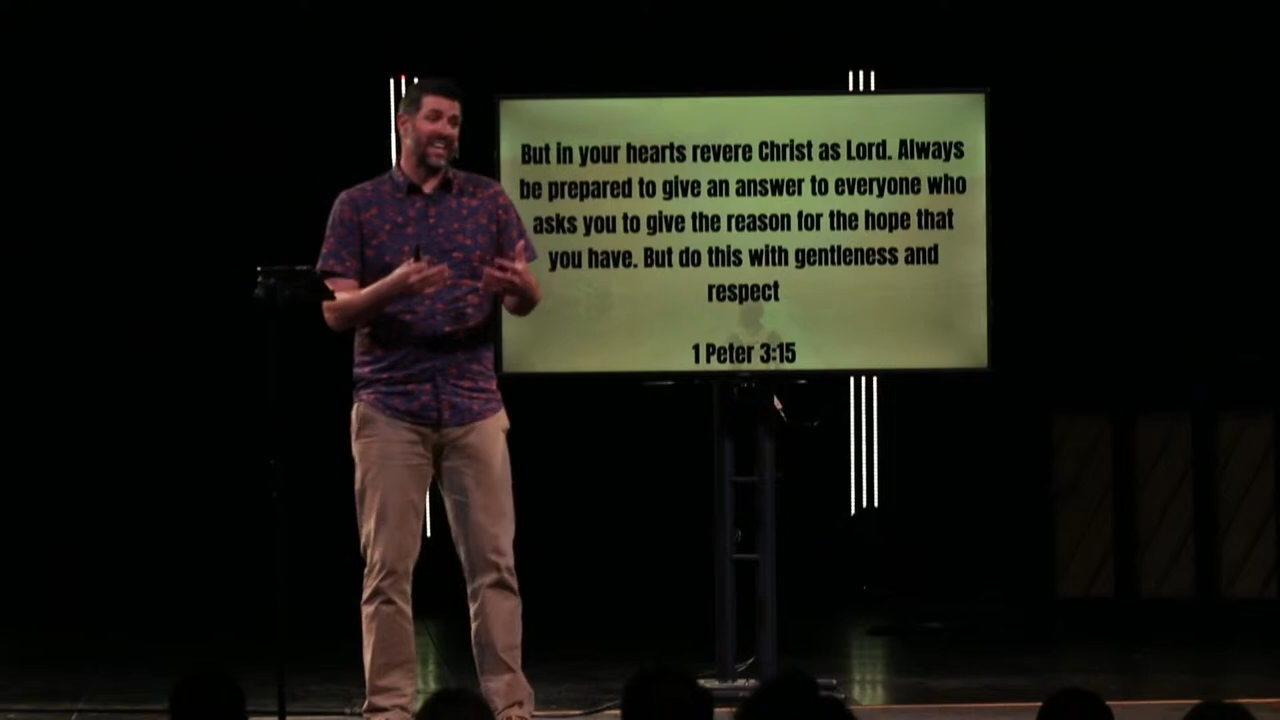 But in your hearts revere Christ as Lord. Always
be prepared to give an answer to everyone who
asks you to give the reason for the hope that
you have. But do this with gentleness and
respect
1 Peter 3:15